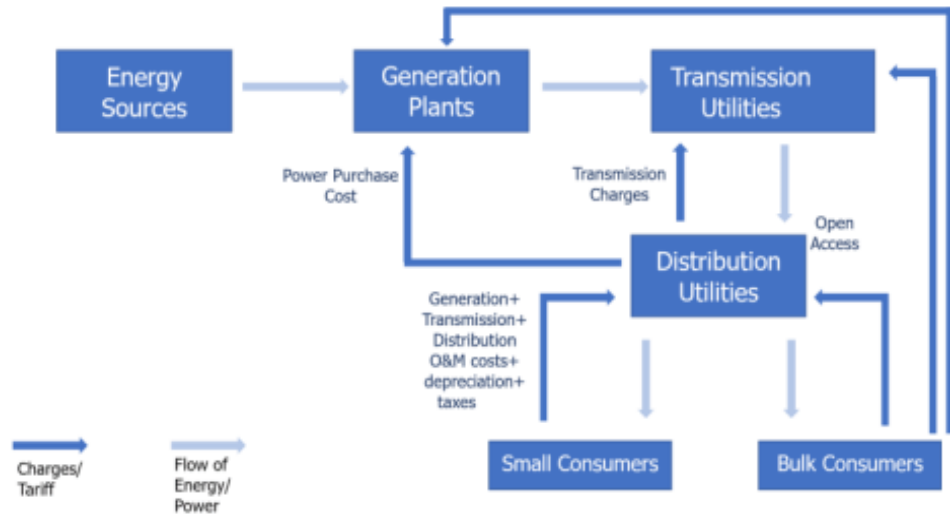 Energy
Sources
Generation
Plants
Transmission
Utilities
Power Purchase
Cost
Transmission
Charges
Open
Access
Distribution
Utilities
Generation+
Transmission+
Distribution
O&M costs+
depreciation+
taxes
Small Consumers
Bulk Consumers
Charges/
Tariff
Flow of
Energy/
Power